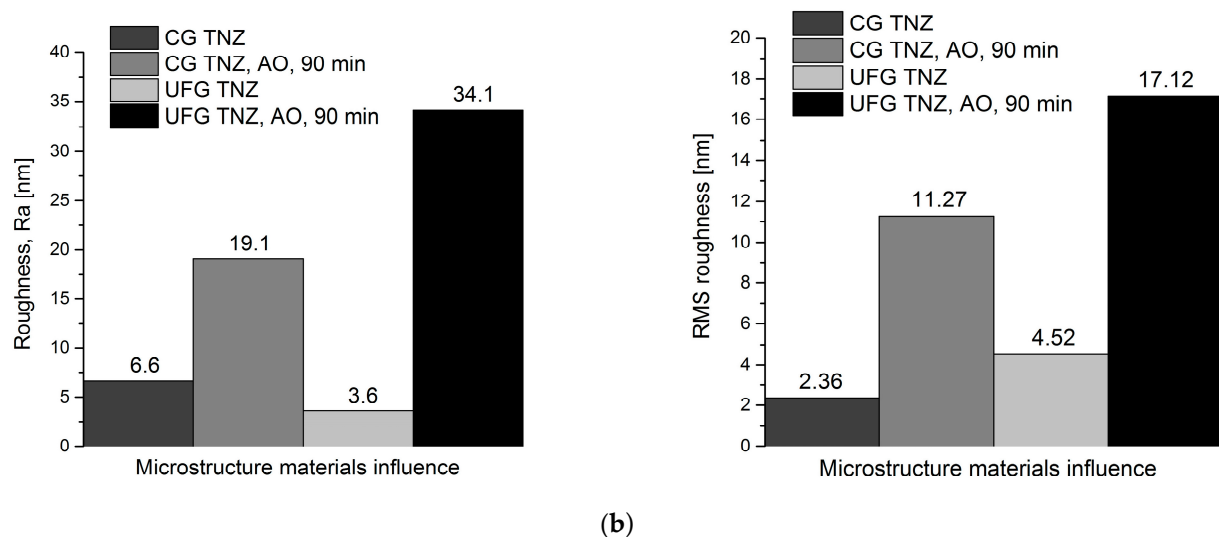 CG TNZ
CG TNZ, AO, 90 min
UFG TNZ
UFG TNZ, AO, 90 min
Roughness, Ra [nm]
40
35
30
25
20
15
10
5
0
6.6
19.1
3.6
34.1
Microstructure materials influence
CG TNZ
CG TNZ, AO, 90 min
UFG TNZ
UFG TNZ, AO, 90 min
RMS roughness [nm]
20
18
16
14
12
10
8
6
4
2
0
2.36
11.27
4.52
17.12
Microstructure materials influence
(b)